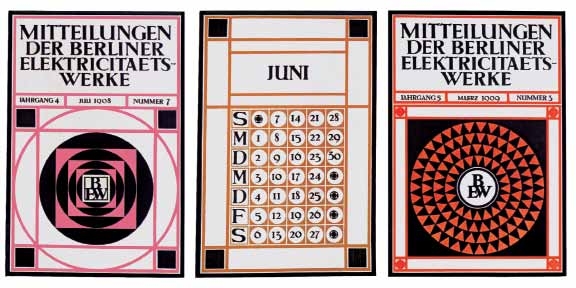 MITTEILUNGEN
DER BERLINER
ELEKTRICITAETS-
WERKE
JAHRGANG 4 JULI 1908 NUMMER 7
BEW
JUNI
S 7 14 21 28
M 1 8 15 22 29
D 2 9 16 23 30
M 3 10 17 24
D 4 11 18 25
F 5 12 19 26
S 6 13 20 27
MITTEILUNGEN
DER BERLINER
ELEKTRICITAETS-
WERKE
JAHRGANG 5 MAERZ 1909 NUMMER 3
BEW